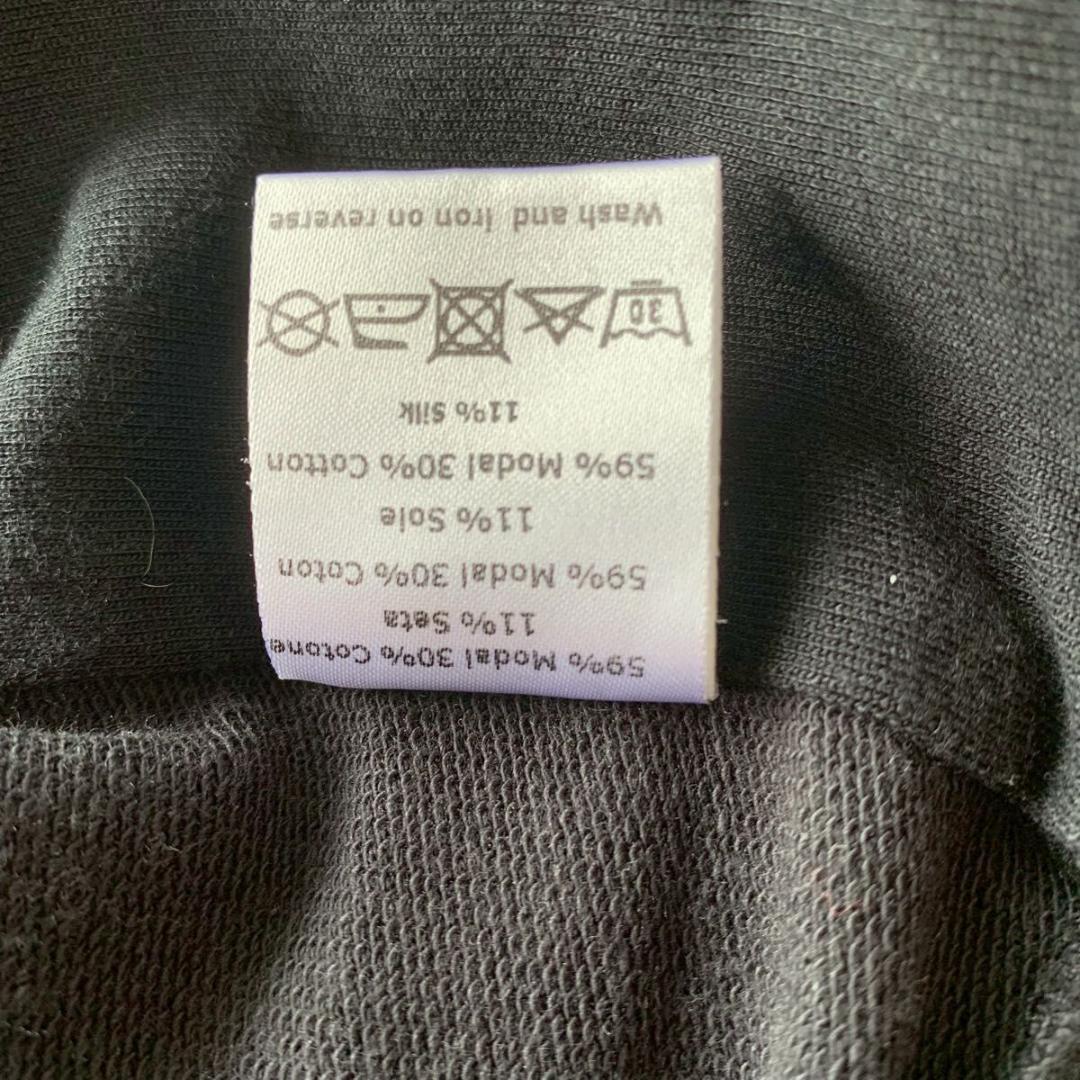 59% Modal 30% Cotone
11% Seta
59% Modal 30% Coton
11% Soie
59% Modal 30% Cotton
11% Silk
30
Wash and iron on reverse